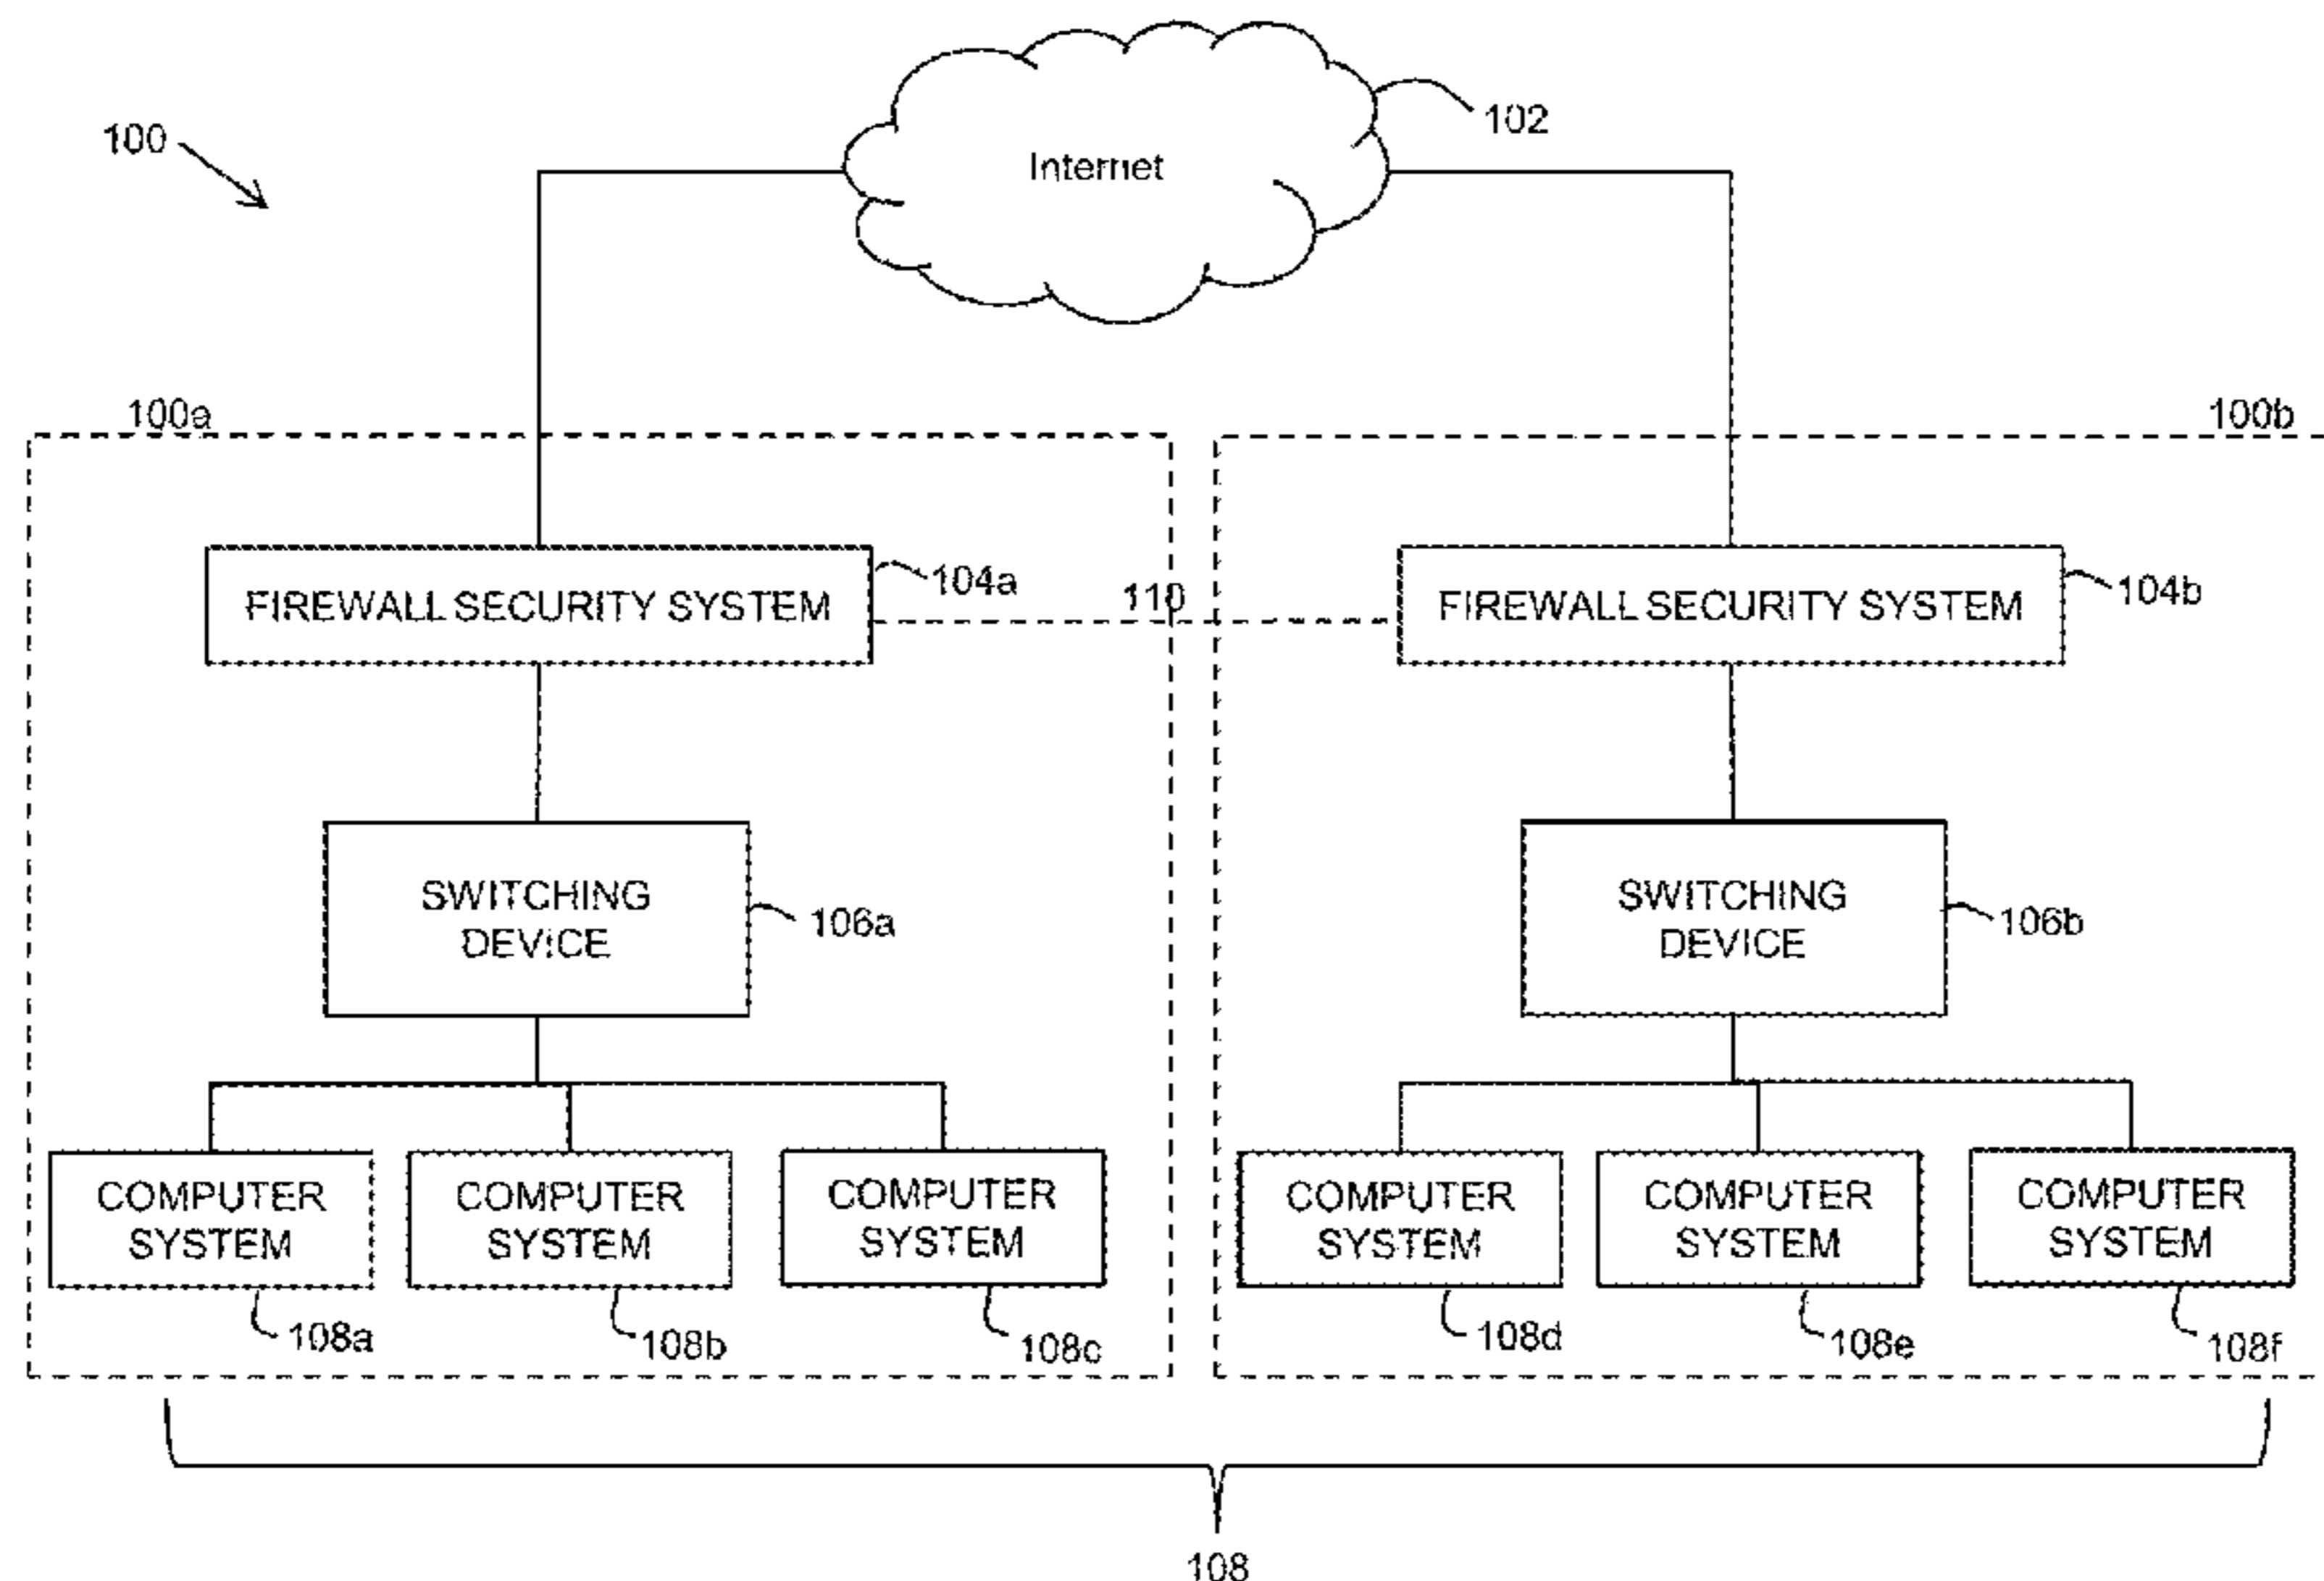 102
100
Internet
100a
100b
104a
FIREWALL SECURITY SYSTEM
110
104b
FIREWALL SECURITY SYSTEM
SWITCHING
DEVICE
106a
SWITCHING
DEVICE
106b
COMPUTER
SYSTEM
COMPUTER
SYSTEM
COMPUTER
SYSTEM
COMPUTER
SYSTEM
COMPUTER
SYSTEM
COMPUTER
SYSTEM
108a
108b
108c
108d
108e
108f
108